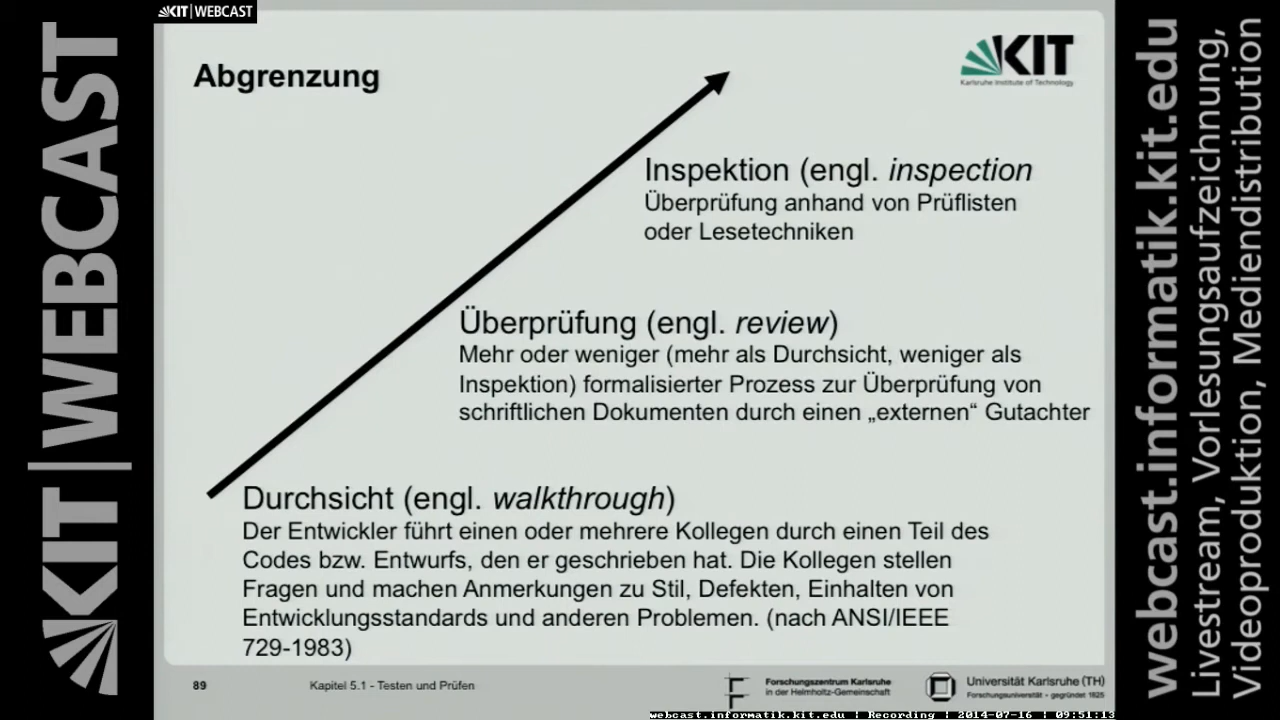 KIT | WEBCAST
KIT|WEBCAST
Abgrenzung
KIT
Karlsruhe Institute of Technology
Inspektion (engl. inspection
Überprüfung anhand von Prüflisten
oder Lesetechniken
Überprüfung (engl. review)
Mehr oder weniger (mehr als Durchsicht, weniger als
Inspektion) formalisierter Prozess zur Überprüfung von
schriftlichen Dokumenten durch einen „externen“ Gutachter
Durchsicht (engl. walkthrough)
Der Entwickler führt einen oder mehrere Kollegen durch einen Teil des
Codes bzw. Entwurfs, den er geschrieben hat. Die Kollegen stellen
Fragen und machen Anmerkungen zu Stil, Defekten, Einhalten von
Entwicklungsstandards und anderen Problemen. (nach ANSI/IEEE
729-1983)
89
Kapitel 5.1 - Testen und Prüfen
Forschungszentrum Karlsruhe
in der Helmholtz-Gemeinschaft
Universität Karlsruhe (TH)
Forschungsuniversität - gegründet 1825
webcast.informatik.kit.edu | Recording | 2014-07-16 | 09:51:13
webcast.informatik.kit.edu
Livestream, Vorlesungsaufzeichnung,
Videoproduktion, Mediendistribution